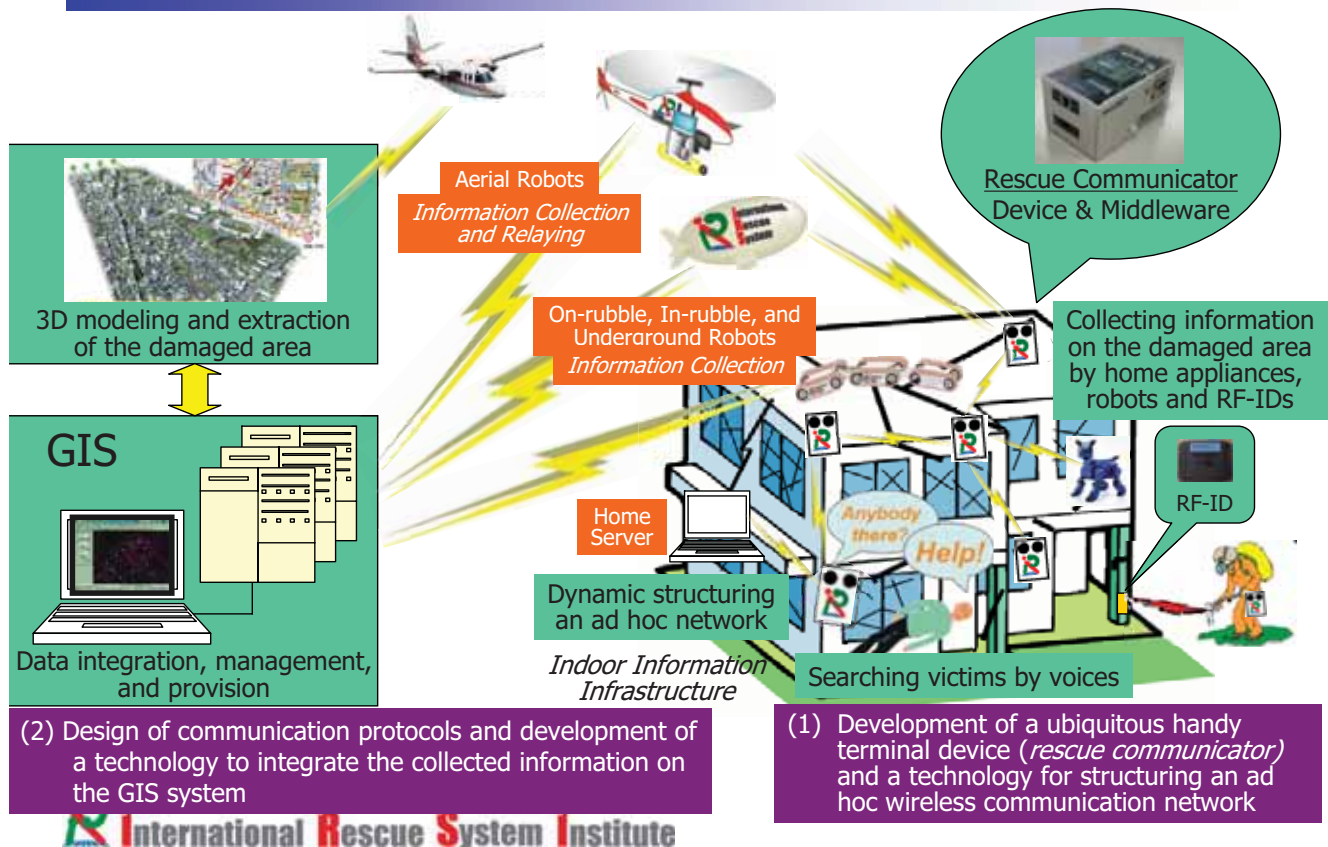 Aerial Robots
Information Collection
and Relaying
Rescue Communicator
Device & Middleware
International
Rescue
System
3D modeling and extraction
of the damaged area
On-rubble, In-rubble, and
Underground Robots
Information Collection
Collecting information
on the damaged area
by home appliances,
robots and RF-IDs
GIS
RF-ID
Home
Server
Anybody
there?
Help!
Dynamic structuring
an ad hoc network
Data integration, management,
and provision
Indoor Information
Infrastructure
Searching victims by voices
(2) Design of communication protocols and development of
a technology to integrate the collected information on
the GIS system
(1) Development of a ubiquitous handy
terminal device (rescue communicator)
and a technology for structuring an ad
hoc wireless communication network
International Rescue System Institute